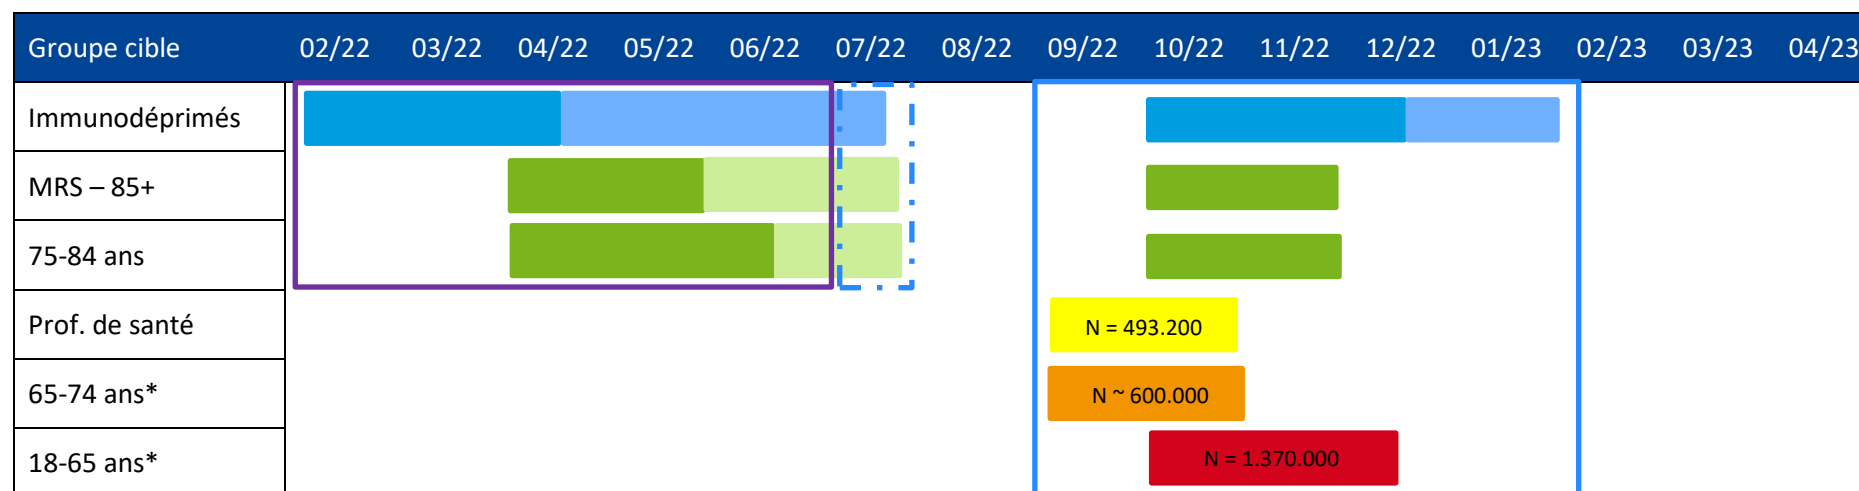 Groupe cible 02/22 03/22 04/22 05/22 06/22 07/22 08/22 09/22 10/22 11/22 12/22 01/23 02/23 03/23 04/23
Immunodéprimés
MRS – 85+
75-84 ans
Prof. de santé N = 493.200
65-74 ans* N ~ 600.000
18-65 ans* N = 1.370.000